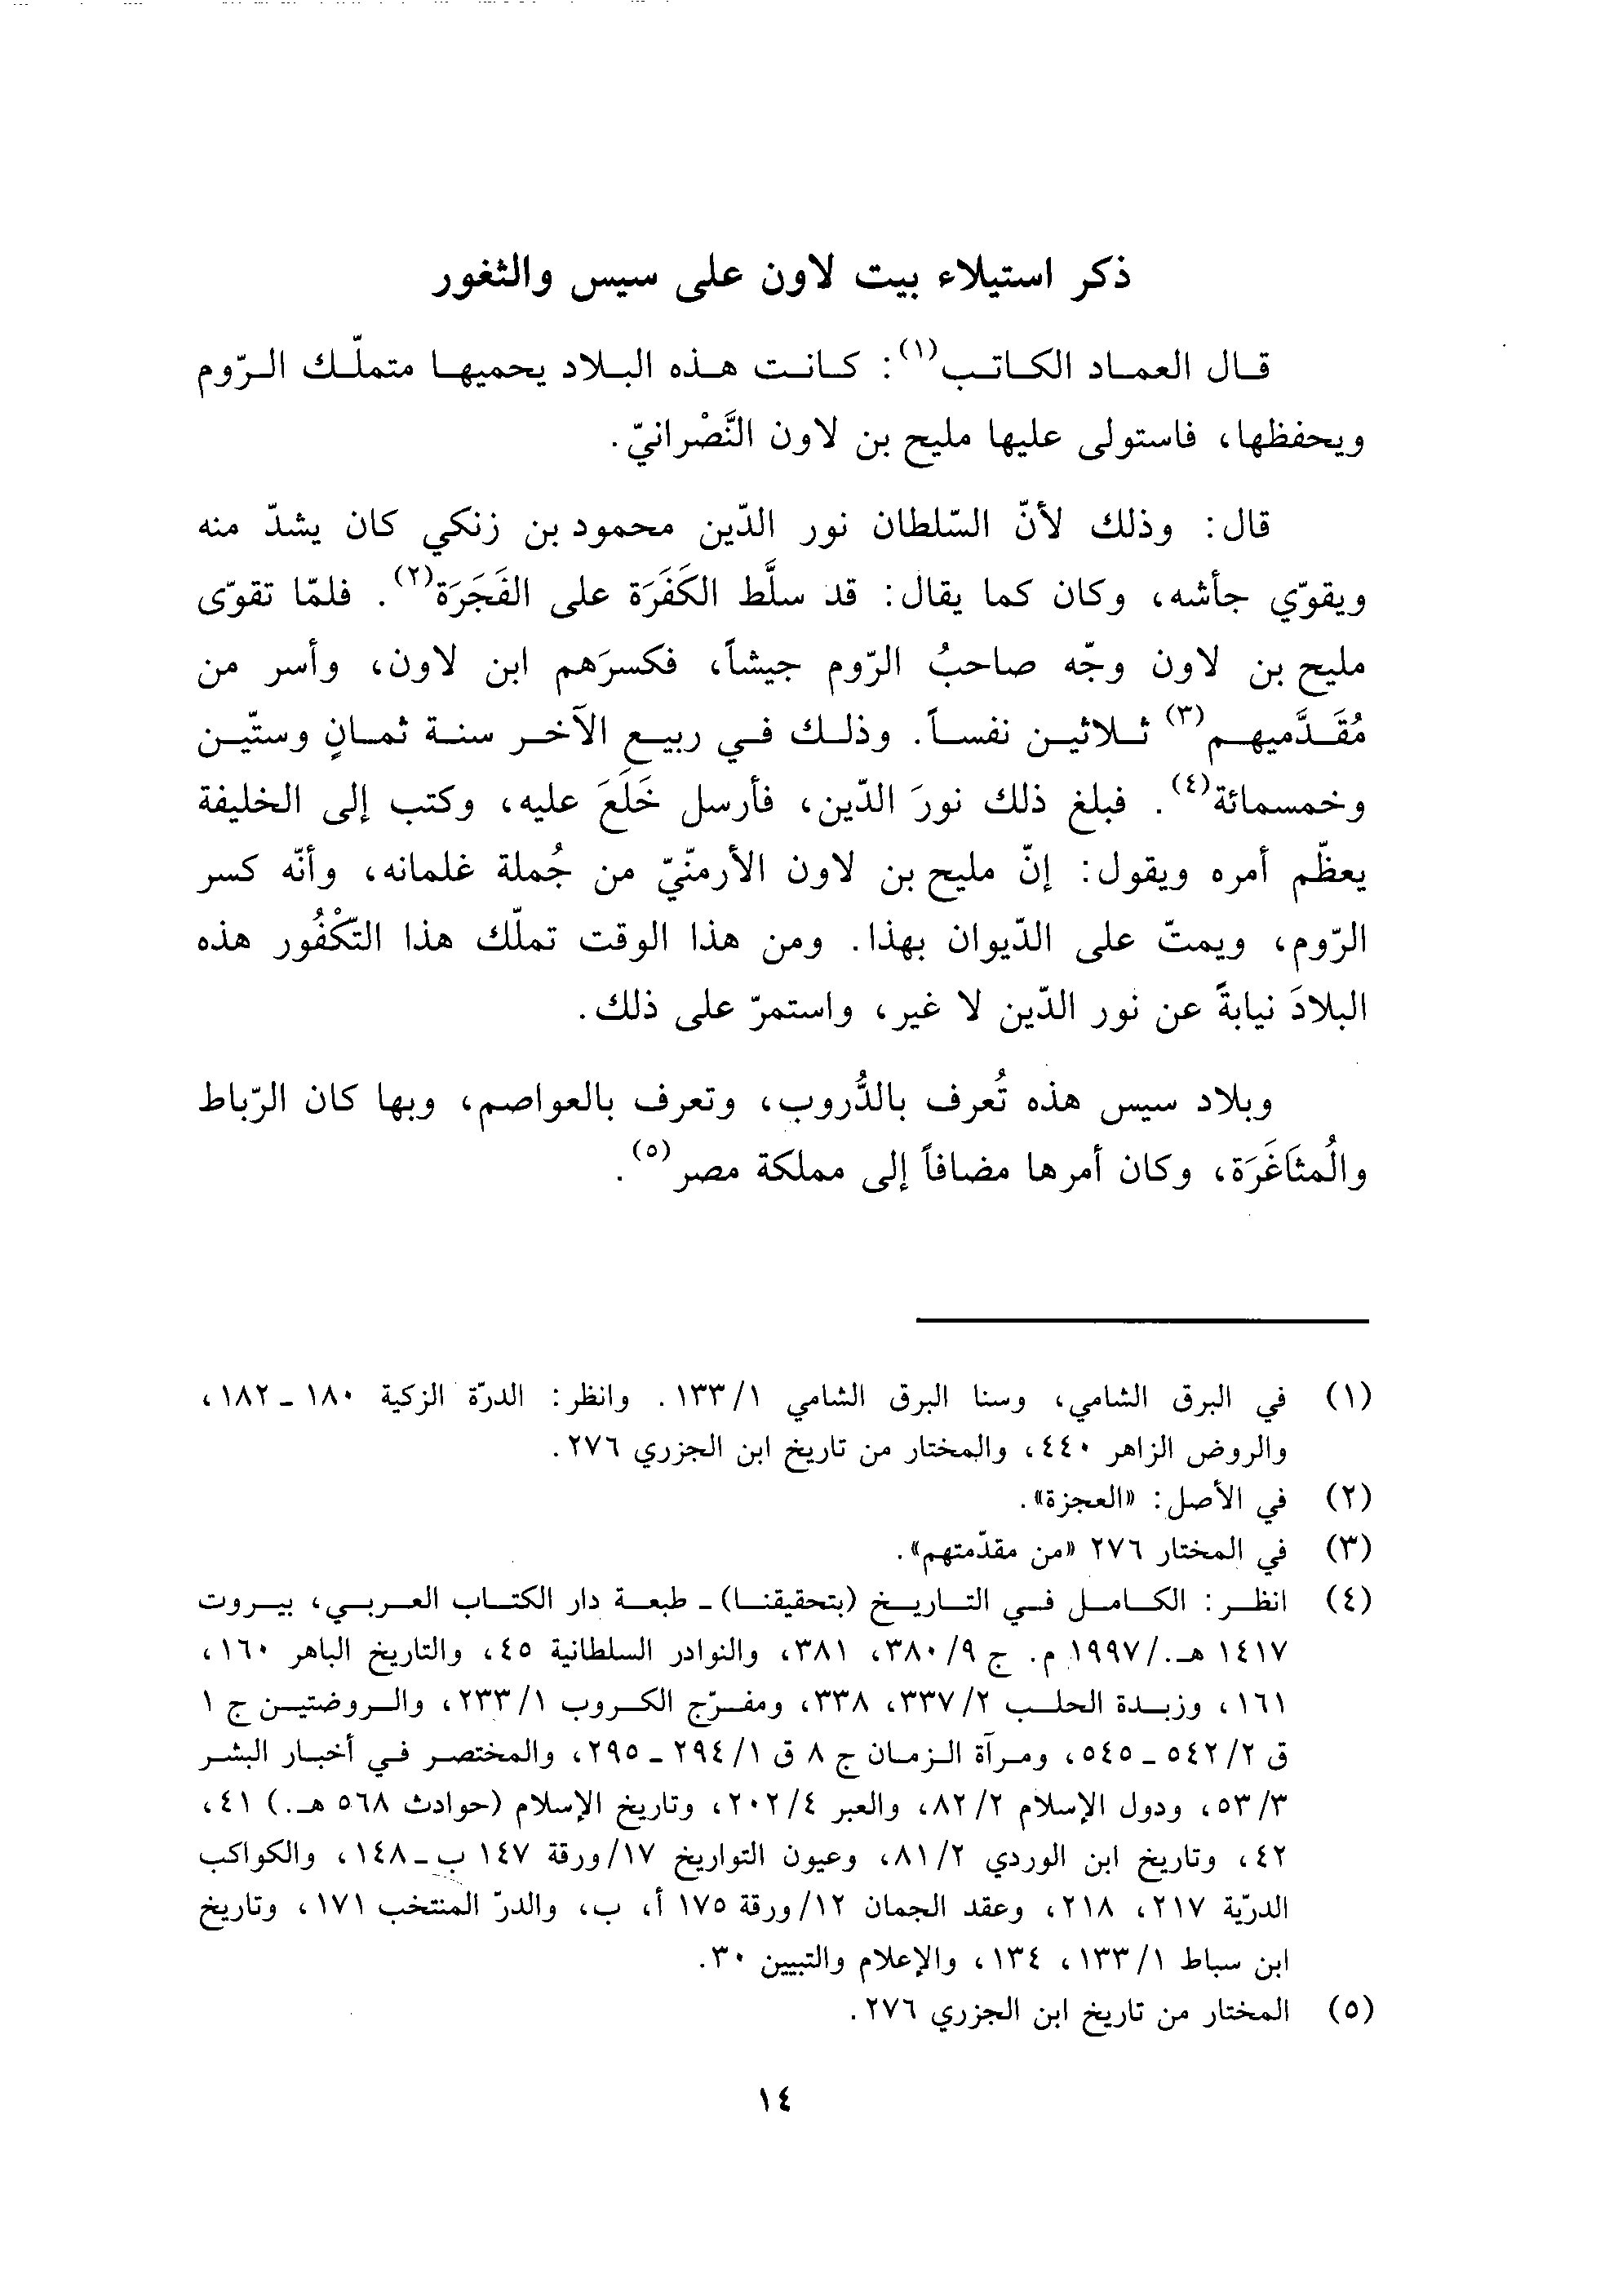 ذكر استيلاء بيت لاون على سيس والثغور
قال العماد الكاتب(١): كانت هذه البلاد يحميها متملّك الرّوم
ويحفظها، فاستولى عليها مليح بن لاون النَّصْرانيّ.
قال: وذلك لأنّ السّلطان نور الدّين محمود بن زنكي كان يشدّ منه
ويقوّي جأشه، وكان كما يقال: قد سلَّط الكَفَرَة على الفَجَرَة(٢). فلمّا تقوّى
مليح بن لاون وجّه صاحبُ الرّوم جيشاً، فكسرَهم ابن لاون، وأسر من
مُقَدَّميهم(٣) ثلاثين نفساً. وذلك في ربيع الآخر سنة ثمانٍ وستّين
وخمسمائة(٤). فبلغ ذلك نورَ الدّين، فأرسل خَلَعَ عليه، وكتب إلى الخليفة
يعظّم أمره ويقول: إنّ مليح بن لاون الأرمنّيّ من جُملة غلمانه، وأنّه كسر
الرّوم، ويمتّ على الدّيوان بهذا. ومن هذا الوقت تملّك هذا التّكْفُور هذه
البلادَ نيابةً عن نور الدّين لا غير، واستمرّ على ذلك.
وبلاد سيس هذه تُعرف بالدُّروب، وتعرف بالعواصم، وبها كان الرّباط
والُمثاغَرَة، وكان أمرها مضافاً إلى مملكة مصر(٥).
(١) في البرق الشامي، وسنا البرق الشامي ١/١٣٣. وانظر: الدرّة الزكية ١٨٠ ـ ١٨٢،
والروض الزاهر ٤٤٠، والمختار من تاريخ ابن الجزري ٢٧٦.
(٢) في الأصل: «العجزة».
(٣) في المختار ٢٧٦ «من مقدّمتهم».
(٤) انظر: الكامل في التاريخ (بتحقيقنا) ـ طبعة دار الكتاب العربي، بيروت
١٤١٧ هـ./١٩٩٧ م. ج ٩/٣٨٠، ٣٨١، والنوادر السلطانية ٤٥، والتاريخ الباهر ١٦٠،
١٦١، وزبدة الحلب ٢/٣٣٧، ٣٣٨، ومفرّج الكروب ١/٢٣٣، والروضتين ج ١
ق ٢/٥٤٢ ـ ٥٤٥، ومرآة الزمان ج ٨ ق ١/٢٩٤ ـ ٢٩٥، والمختصر في أخبار البشر
٣/٥٣، ودول الإسلام ٢/٨٢، والعبر ٤/٢٠٢، وتاريخ الإسلام (حوادث ٥٦٨ هـ.) ٤١،
٤٢، وتاريخ ابن الوردي ٢/٨١، وعيون التواريخ ١٧/ورقة ١٤٧ ب ـ ١٤٨، والكواكب
الدرّية ٢١٧، ٢١٨، وعقد الجمان ١٢/ورقة ١٧٥ أ، ب، والدرّ المنتخب ١٧١، وتاريخ
ابن سباط ١/١٣٣، ١٣٤، والإعلام والتبيين ٣٠.
(٥) المختار من تاريخ ابن الجزري ٢٧٦.
١٤